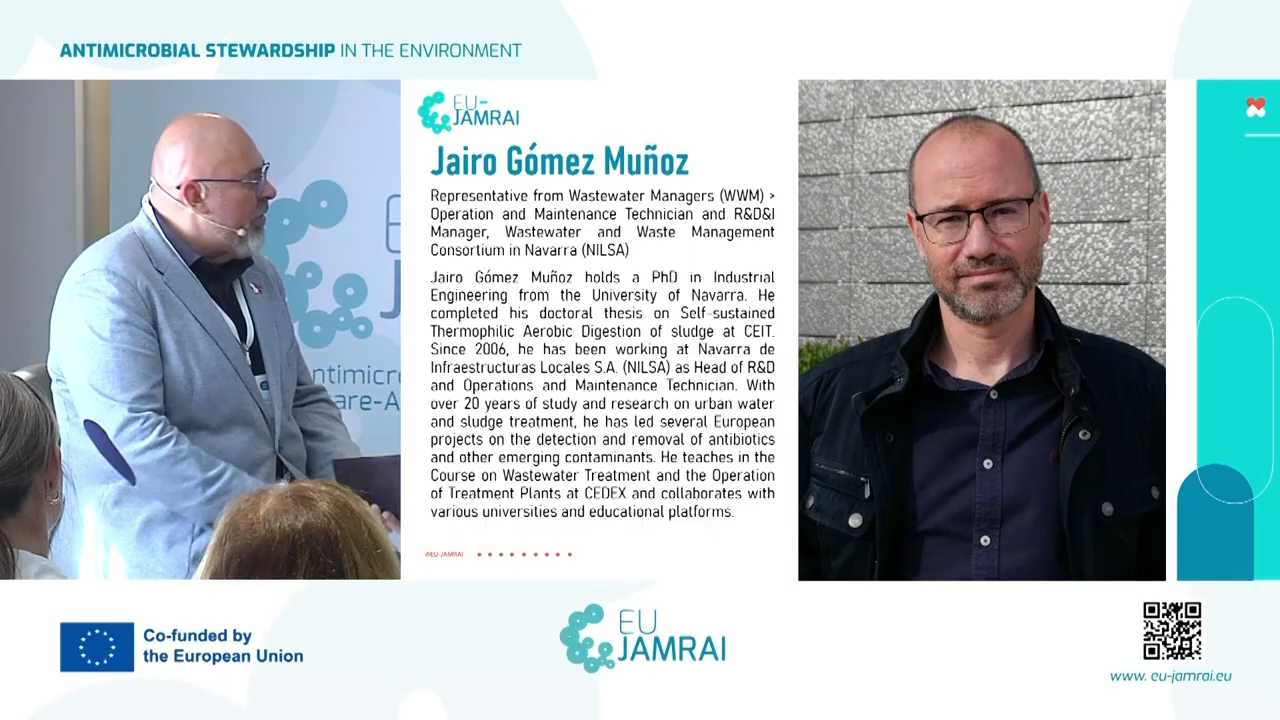 ANTIMICROBIAL STEWARDSHIP IN THE ENVIRONMENT
EU-
JAMRAI
Jairo Gómez Muñoz
Representative from Wastewater Managers (WWM) >
Operation and Maintenance Technician and R&D&I
Manager, Wastewater and Waste Management
Consortium in Navarra (NILSA)
Jairo Gómez Muñoz holds a PhD in Industrial
Engineering from the University of Navarra. He
completed his doctoral thesis on Self-sustained
Thermophilic Aerobic Digestion of sludge at CEIT.
Since 2006, he has been working at Navarra de
Infraestructuras Locales S.A. (NILSA) as Head of R&D
and Operations and Maintenance Technician. With
over 20 years of study and research on urban water
and sludge treatment, he has led several European
projects on the detection and removal of antibiotics
and other emerging contaminants. He teaches in the
Course on Wastewater Treatment and the Operation
of Treatment Plants at CEDEX and collaborates with
various universities and educational platforms.
#EU JAMRAI
Co-funded by
the European Union
EU
JAMRAI
www. eu-jamrai.eu